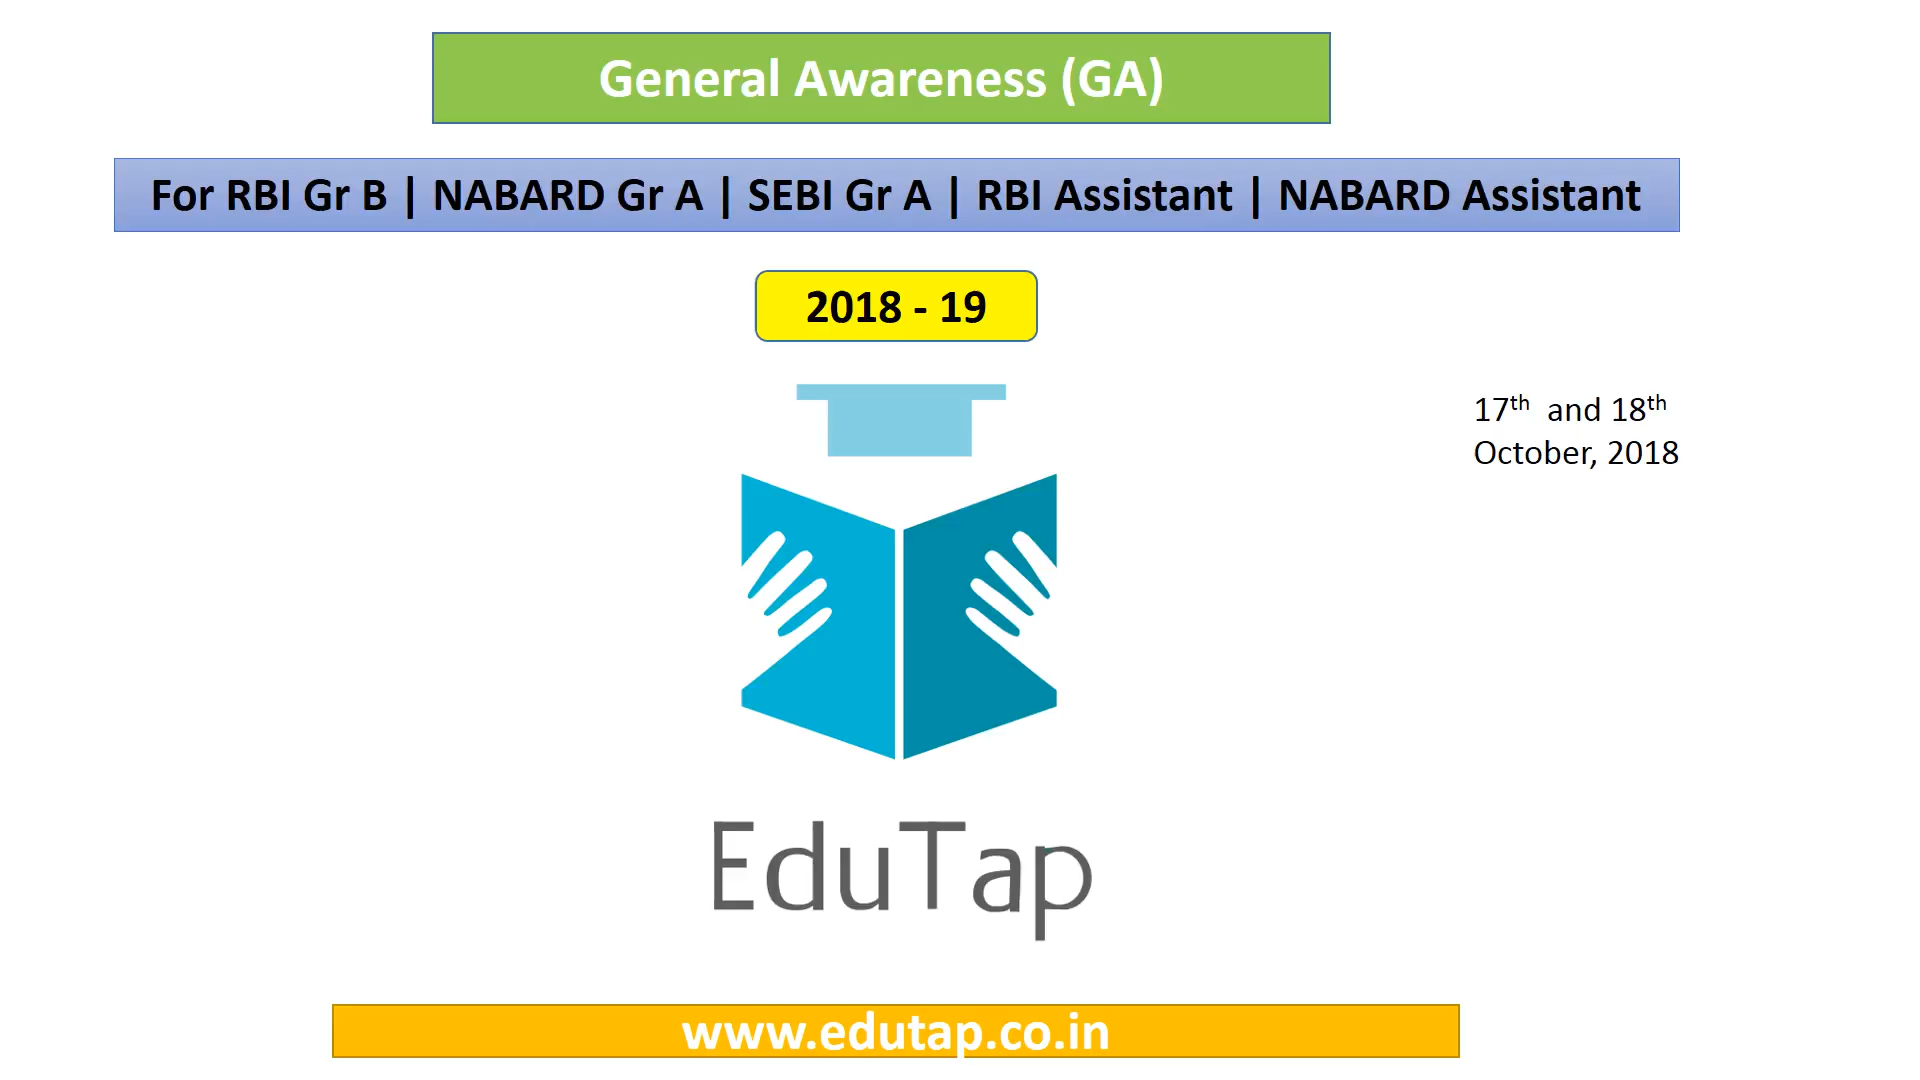 General Awareness (GA)
For RBI Gr B | NABARD Gr A | SEBI Gr A | RBI Assistant | NABARD Assistant
2018 - 19
17th and 18th
October, 2018
EduTap
www.edutap.co.in